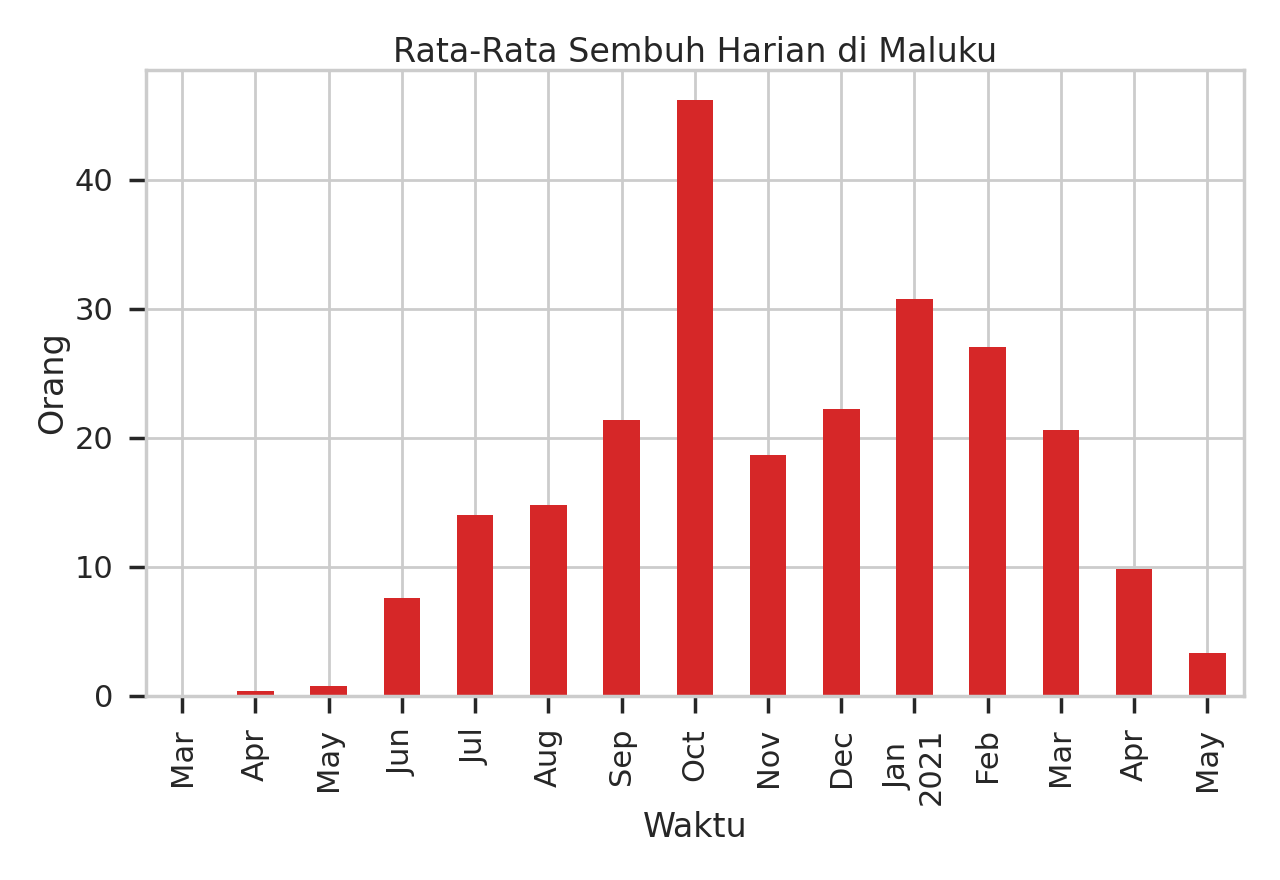 Rata-Rata Sembuh Harian di Maluku
Orang
40
30
20
10
0
Mar
Apr
May
Jun
Jul
Aug
Sep
Oct
Nov
Dec
Jan
2021
Feb
Mar
Apr
May
Waktu